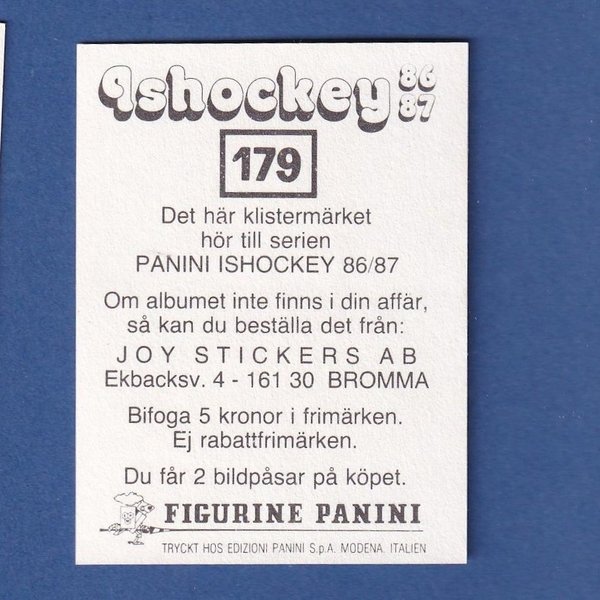 Ishockey 86 87
179
Det här klistermärket
hör till serien
PANINI ISHOCKEY 86/87
Om albumet inte finns i din affär,
så kan du beställa det från:
JOY STICKERS AB
Ekbacksv. 4 - 161 30 BROMMA
Bifoga 5 kronor i frimärken.
Ej rabattfrimärken.
Du får 2 bildpåsar på köpet.
FIGURINE PANINI
TRYCKT HOS EDIZIONI PANINI S.p.A. MODENA. ITALIEN